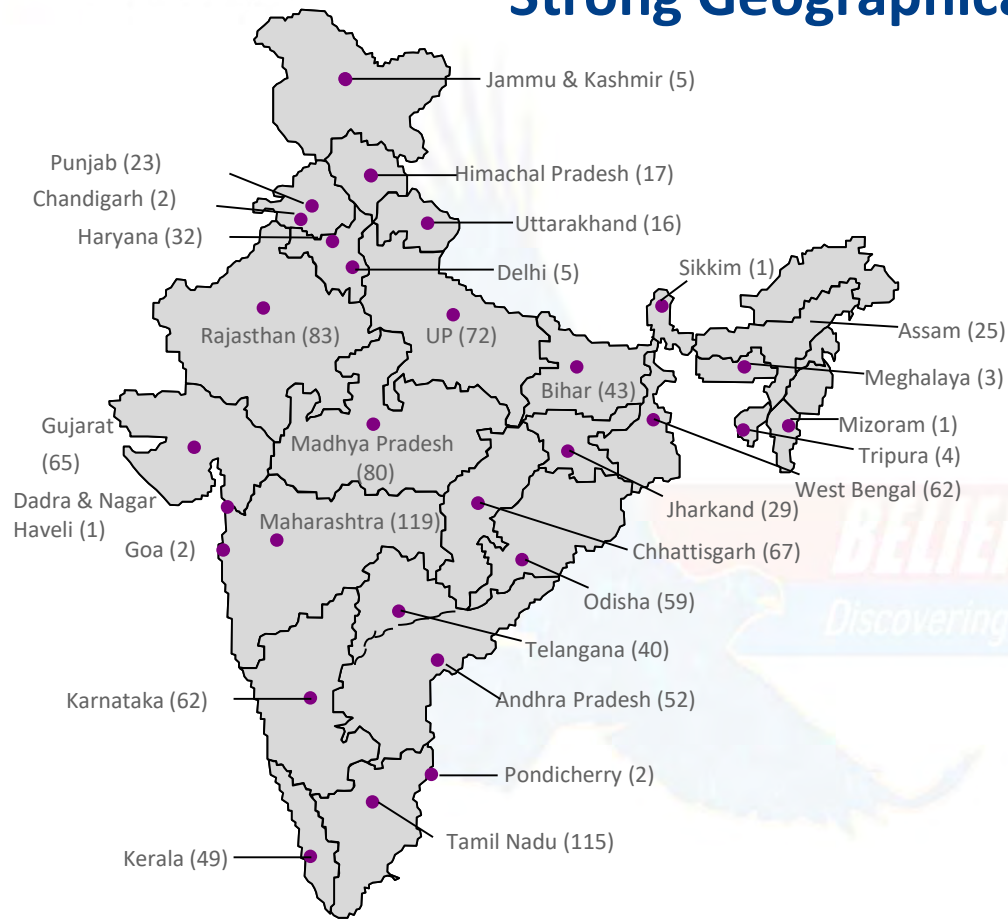 Strong Geographica
Jammu & Kashmir (5)
Punjab (23)
Himachal Pradesh (17)
Chandigarh (2)
Uttarakhand (16)
Haryana (32)
Delhi (5)
Sikkim (1)
Assam (25)
Rajasthan (83)
UP (72)
Meghalaya (3)
Bihar (43)
Gujarat
(65)
Mizoram (1)
Madhya Pradesh
(80)
Tripura (4)
West Bengal (62)
Dadra & Nagar
Haveli (1)
Jharkand (29)
Maharashtra (119)
Goa (2)
Chhattisgarh (67)
BELIE
Odisha (59)
Discovering
Telangana (40)
Karnataka (62)
Andhra Pradesh (52)
Pondicherry (2)
Tamil Nadu (115)
Kerala (49)